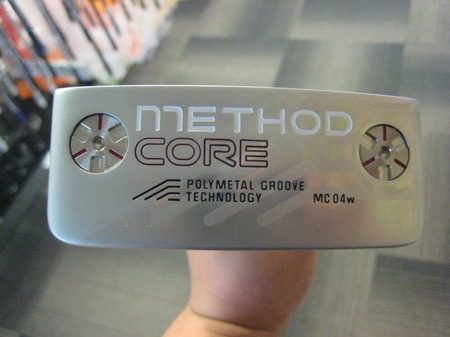 METHOD
CORE
POLYMETAL GROOVE
TECHNOLOGY
MC 04w